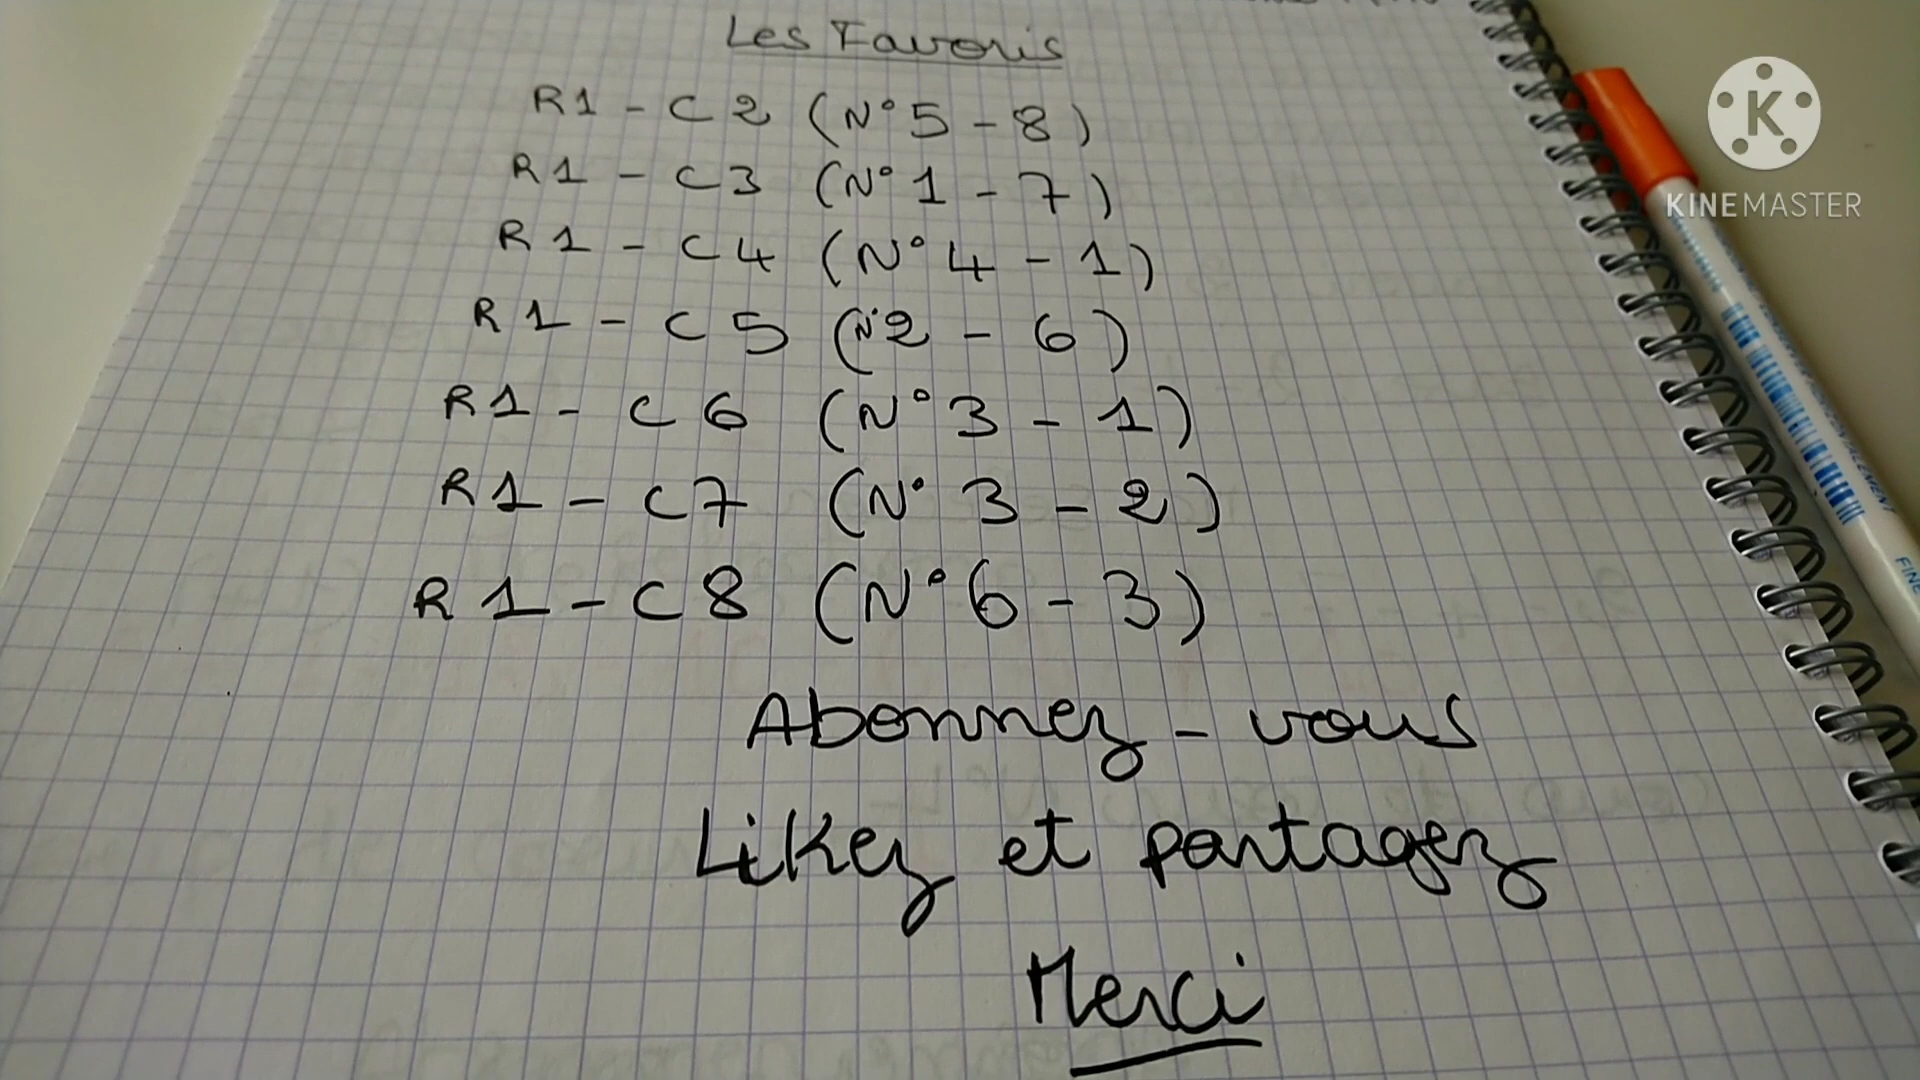 Les Favoris
R1 - C2 (N°5 - 8)
R1 - C3 (N°1 - 7)
R1 - C4 (N°4 - 1)
R1 - C5 (N°2 - 6)
R1 - C6 (N°3 - 1)
R1 - C7 (N°3 - 2)
R1 - C8 (N°6 - 3)
Abonnez - vous
Likez et partagez
Merci
K
KINEMASTER
FINE